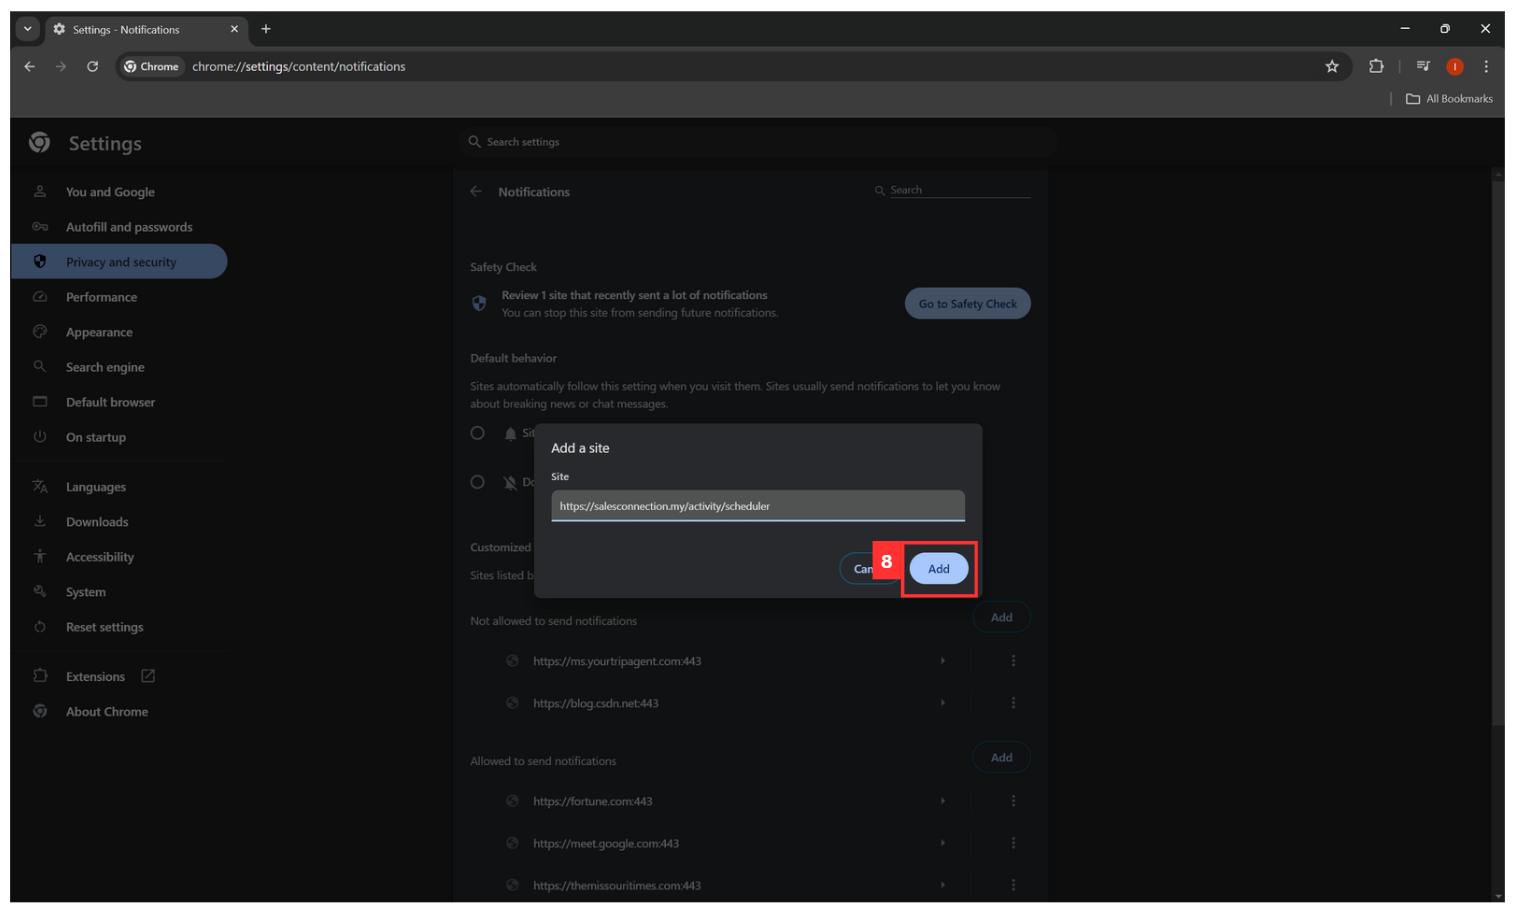 Settings - Notifications
Chrome chrome://settings/content/notifications
I
All Bookmarks
Settings
Search settings
You and Google
Autofill and passwords
Privacy and security
Performance
Appearance
Search engine
Default browser
On startup
Languages
Downloads
Accessibility
System
Reset settings
Extensions
About Chrome
Notifications
Search
Safety Check
Review 1 site that recently sent a lot of notifications
You can stop this site from sending future notifications.
Go to Safety Check
Default behavior
Sites automatically follow this setting when you visit them. Sites usually send notifications to let you know
about breaking news or chat messages.
Add a site
Site
https://salesconnection.my/activity/scheduler
8
Add
Customized
Sites listed
Not allowed to send notifications
Add
https://ms.yourtripagent.com:443
https://blog.csdn.net:443
Allowed to send notifications
Add
https://fortune.com:443
https://meet.google.com:443
https://themissouritimes.com:443